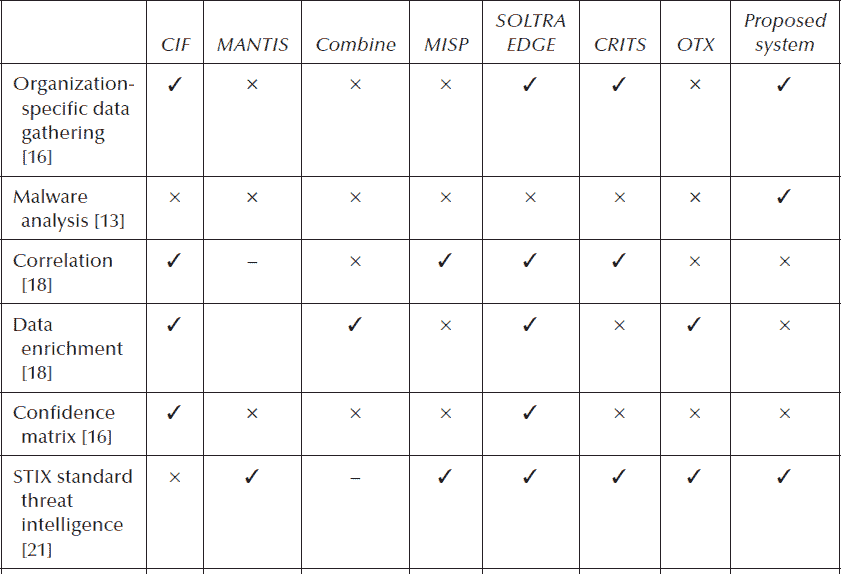 CIF MANTIS Combine MISP SOLTRA EDGE CRITS OTX Proposed system
Organization-
specific data
gathering
[16]
✓ × × × ✓ ✓ × ✓
Malware
analysis [13]
× × × × × × × ✓
Correlation
[18]
✓ – × ✓ ✓ ✓ × ×
Data
enrichment
[18]
✓ ✓ × ✓ × ✓ ×
Confidence
matrix [16]
✓ × × × ✓ × × ×
STIX standard
threat
intelligence
[21]
× ✓ – ✓ ✓ ✓ ✓ ✓